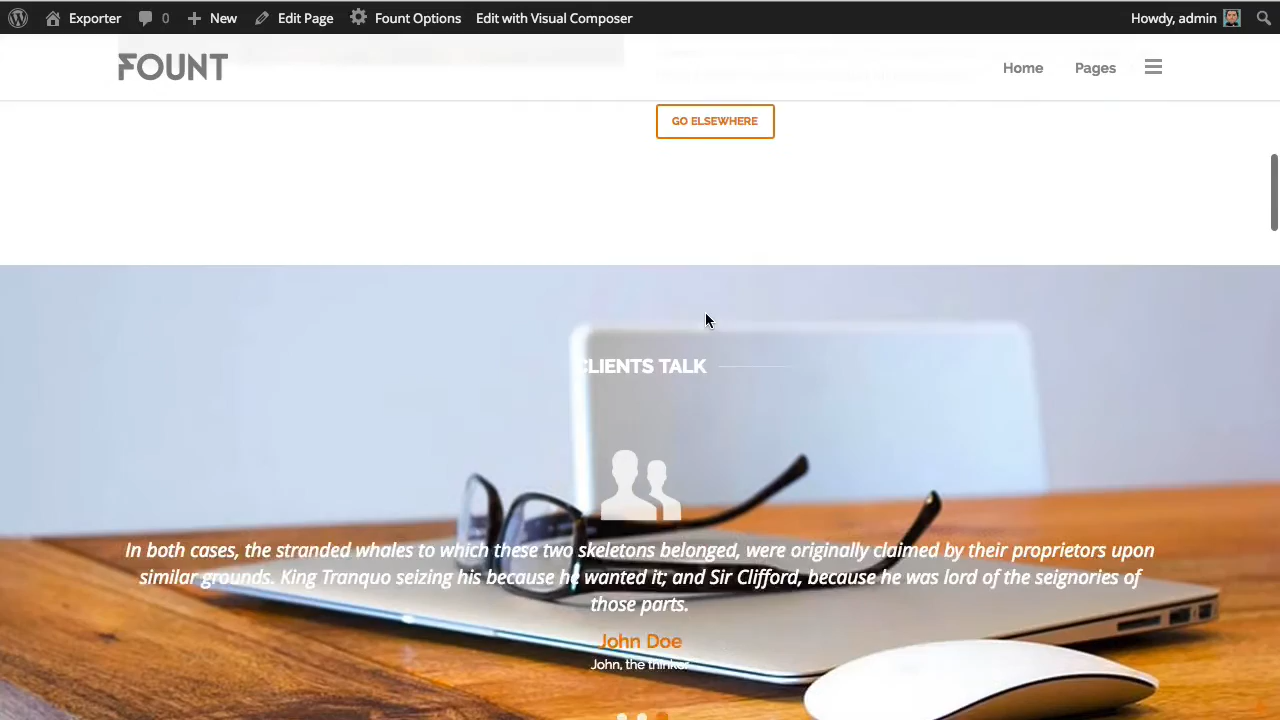 Exporter 0 New Edit Page Fount Options Edit with Visual Composer Howdy, admin
FOUNT Home Pages
GO ELSEWHERE
CLIENTS TALK
In both cases, the stranded whales to which these two skeletons belonged, were originally claimed by their proprietors upon
similar grounds. King Tranquo seizing his because he wanted it; and Sir Clifford, because he was lord of the seignories of
those parts.
John Doe
John, the thinker